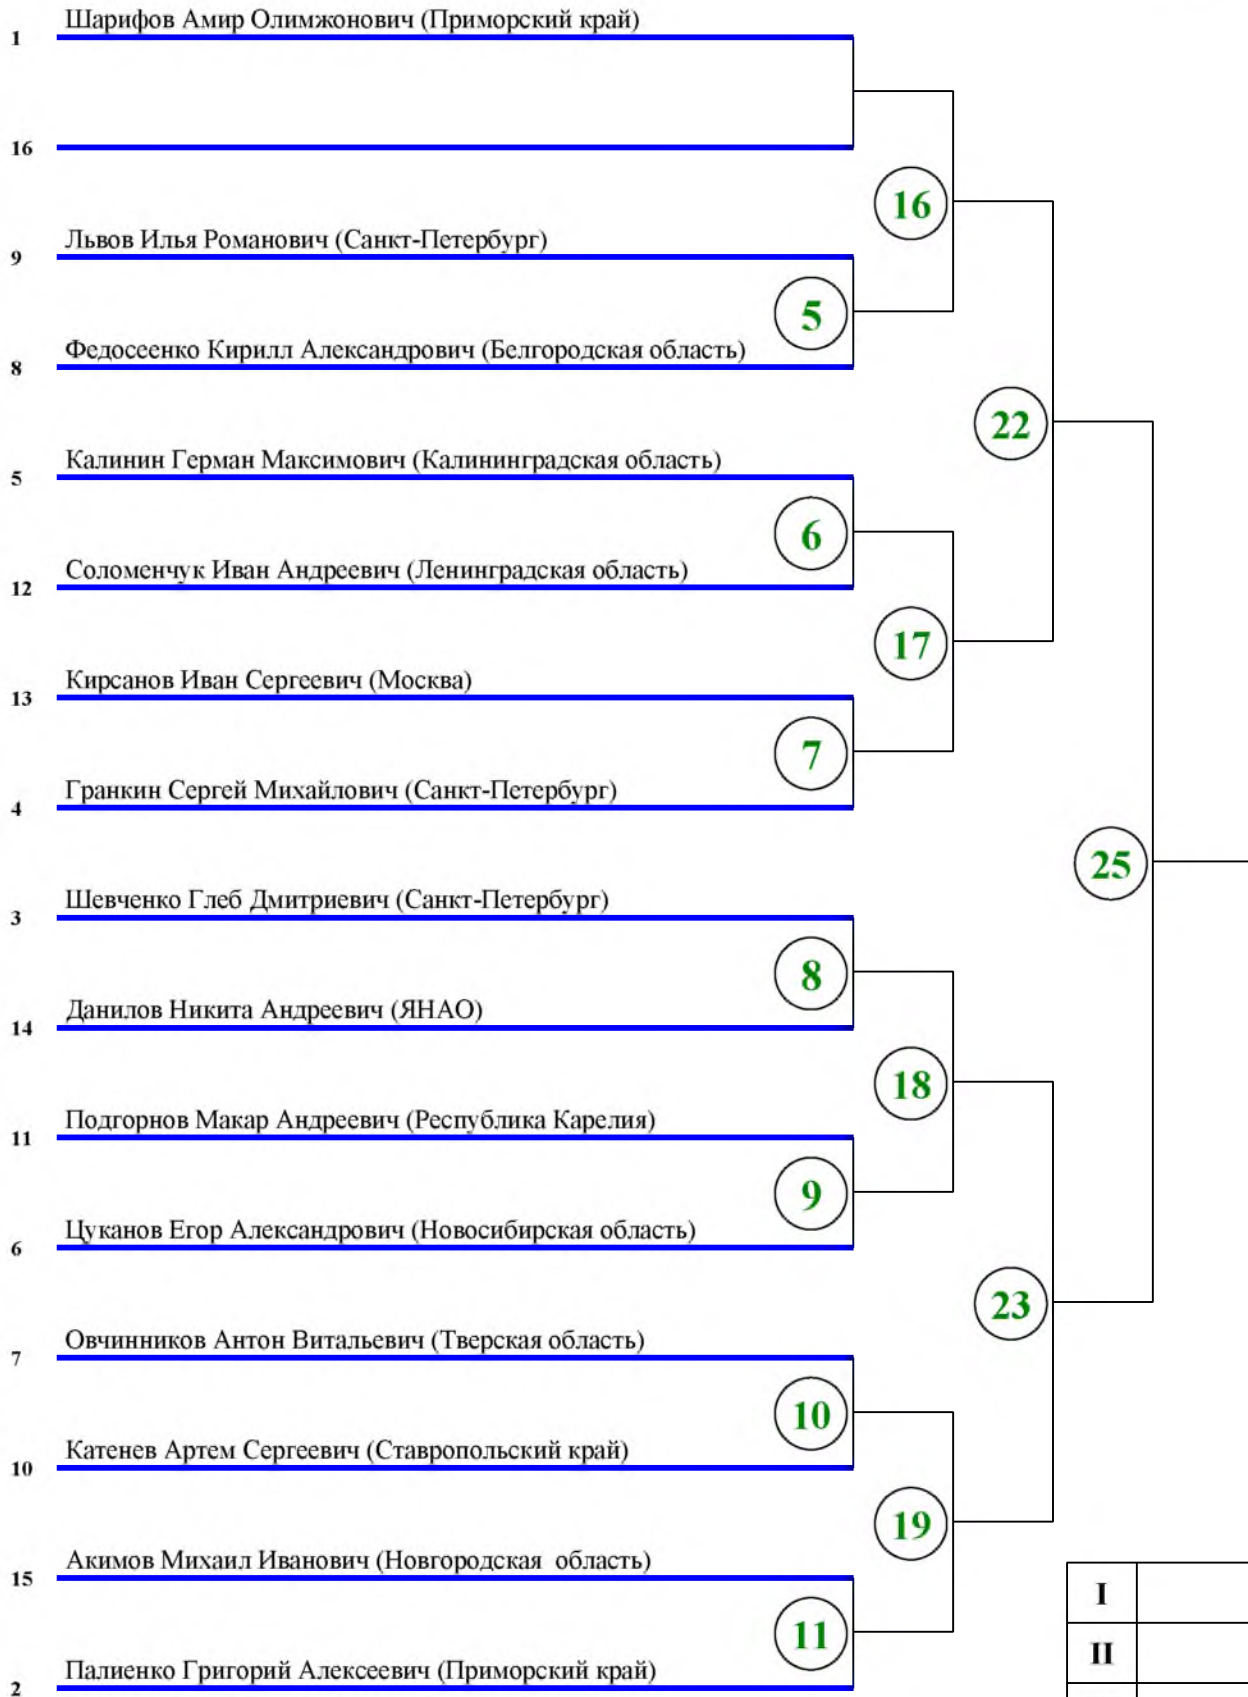 Шарифов Амир Олимжонович (Приморский край)
1
16
16
Львов Илья Романович (Санкт-Петербург)
9
5
Федосеенко Кирилл Александрович (Белгородская область)
8
22
Калинин Герман Максимович (Калининградская область)
5
6
Соломенчук Иван Андреевич (Ленинградская область)
12
17
Кирсанов Иван Сергеевич (Москва)
13
7
Гранкин Сергей Михайлович (Санкт-Петербург)
4
25
Шевченко Глеб Дмитриевич (Санкт-Петербург)
3
8
Данилов Никита Андреевич (ЯНАО)
14
18
Подгорнов Макар Андреевич (Республика Карелия)
11
9
Цуканов Егор Александрович (Новосибирская область)
6
23
Овчинников Антон Витальевич (Тверская область)
7
10
Катенев Артем Сергеевич (Ставропольский край)
10
19
Акимов Михаил Иванович (Новгородская область)
15
I
11
II
Палиенко Григорий Алексеевич (Приморский край)
2